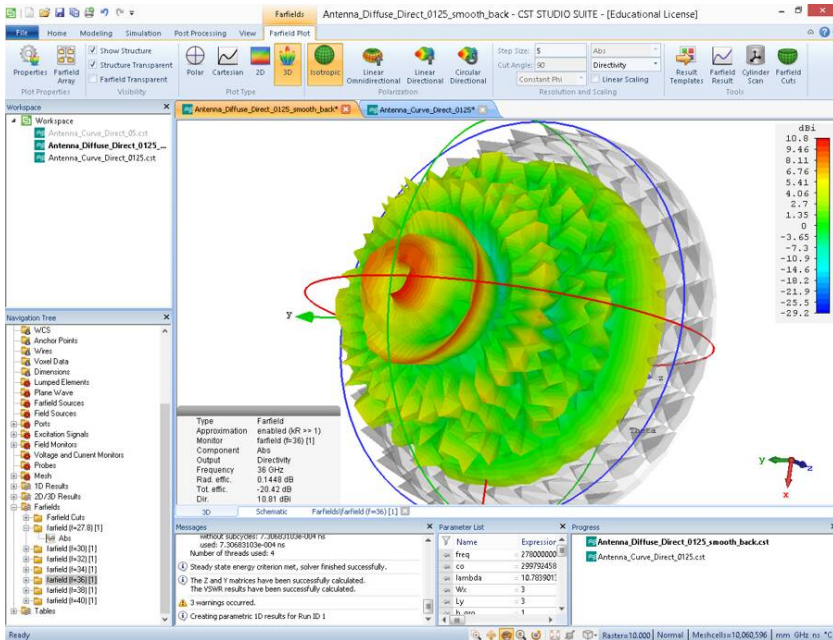 Farfields
Antenna_Diffuse_Direct_0125_smooth_back - CST STUDIO SUITE - [Educational License]
File Home Modeling Simulation Post Processing View Farfield Plot
Properties
Farfield Array
Plot Properties
Show Structure
Structure Transparent
Farfield Transparent
Visibility
Polar Cartesian 2D 3D
Plot Type
Isotropic
Linear Omnidirectional
Linear Directional
Circular Directional
Polarization
Step Size: 5
Cut Angle: 90
Constant Phi
Abs
Directivity
Linear Scaling
Resolution and Scaling
Result Templates
Farfield Result
Cylinder Scan
Farfield Cuts
Tools
Workspace
Workspace
Antenna_Curve_Direct_05.cst
Antenna_Diffuse_Direct_0125_...
Antenna_Curve_Direct_0125.cst
Antenna_Diffuse_Direct_0125_smooth_back*
Antenna_Curve_Direct_0125*
dBi
10.8
9.46
8.11
6.76
5.41
4.06
2.7
1.35
0
-3.65
-7.3
-10.9
-14.6
-18.2
-21.9
-25.5
-29.2
y
z
Theta
y
z
x
Navigation Tree
WCS
Anchor Points
Wires
Voxel Data
Dimensions
Lumped Elements
Plane Wave
Farfield Sources
Field Sources
Ports
Excitation Signals
Field Monitors
Voltage and Current Monitors
Probes
Mesh
1D Results
2D/3D Results
Farfields
Farfield Cuts
farfield (f=27.8) [1]
Abs
farfield (f=30) [1]
farfield (f=32) [1]
farfield (f=34) [1]
farfield (f=36) [1]
farfield (f=38) [1]
farfield (f=40) [1]
Tables
Type Farfield
Approximation enabled (kR >> 1)
Monitor farfield (f=36) [1]
Component Abs
Output Directivity
Frequency 36 GHz
Rad. effic. 0.1448 dB
Tot. effic. -20.42 dB
Dir. 10.81 dBi
3D Schematic Farfields\farfield (f=36) [1]
Messages
without subcycles: 7.30683103e-004 ns
used: 7.30683103e-004 ns
Number of threads used: 4
Steady state energy criterion met, solver finished successfully.
The Z and Y matrices have been successfully calculated.
The VSWR results have been successfully calculated.
3 warnings occurred.
Creating parametric 1D results for Run ID 1
Parameter List
Name Expression
freq = 278000000
co = 299792458
lambda = 10.7839013
Wx = 3
Ly = 3
Progress
Antenna_Diffuse_Direct_0125_smooth_back.cst
Antenna_Curve_Direct_0125.cst
Ready
Raster=10.000 Normal Meshcells=10,060,596 mm GHz ns °C